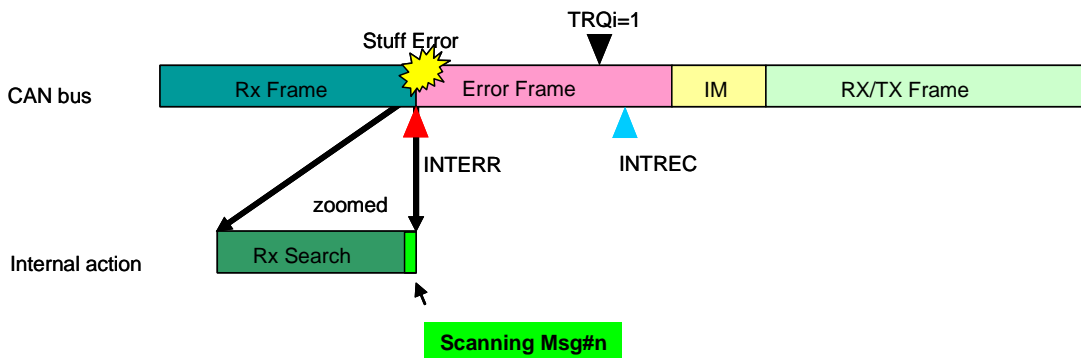 TRQi=1
Stuff Error
CAN bus
Rx Frame
Error Frame
IM
RX/TX Frame
INTERR
INTREC
zoomed
Internal action
Rx Search
Scanning Msg#n